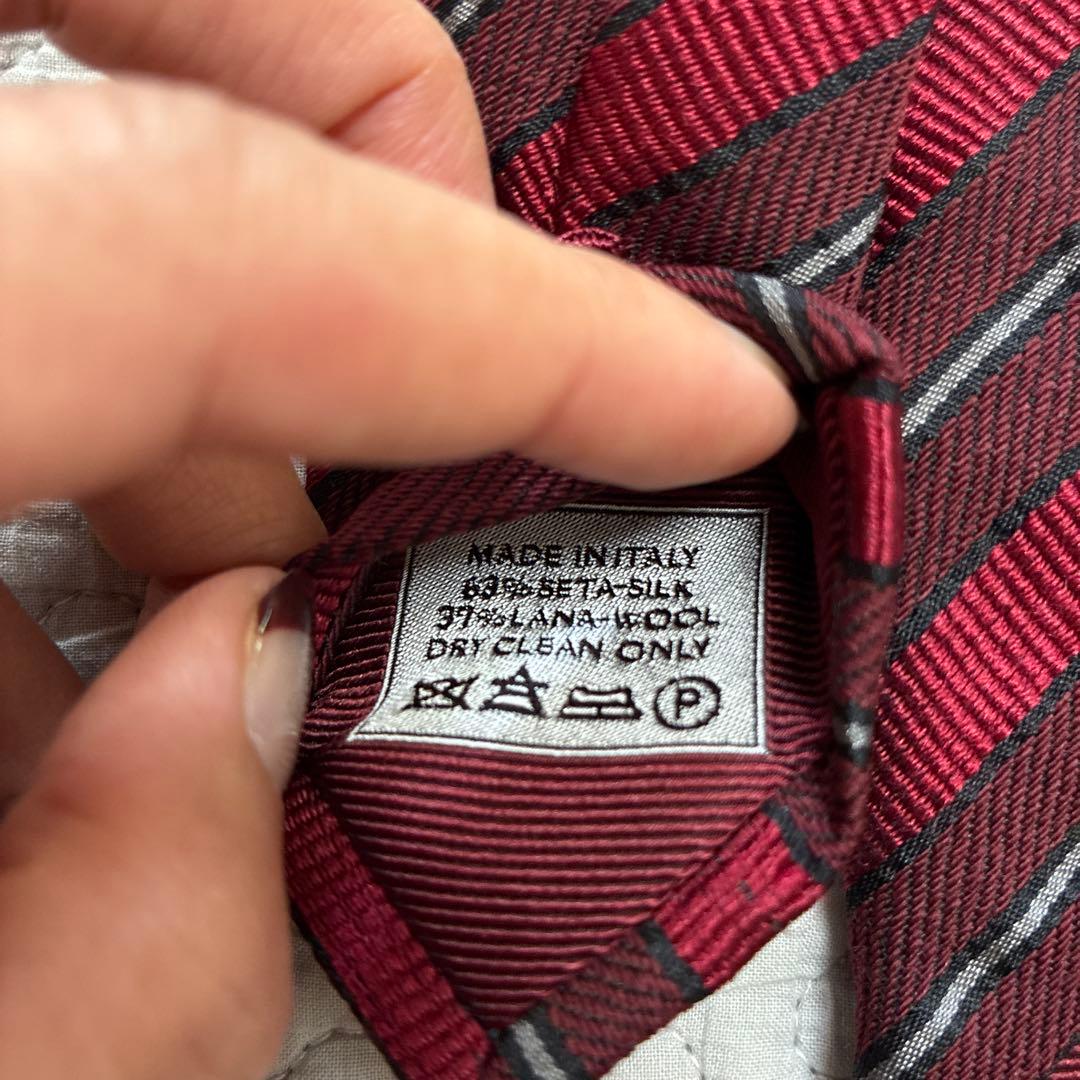 MADE IN ITALY
63% SETA-SILK
37% LANA-WOOL
DRY CLEAN ONLY
P